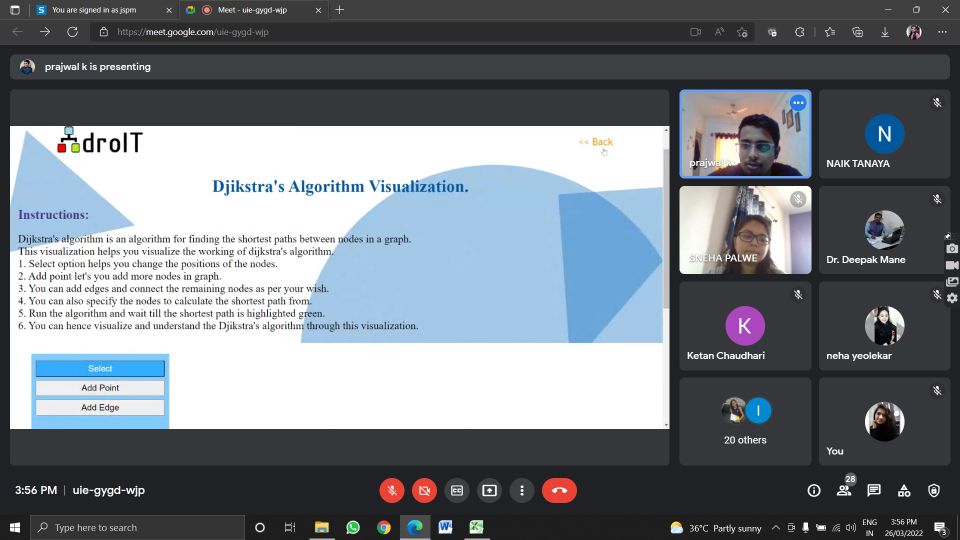 You are signed in as jspm
Meet - uie-gygd-wjp
https://meet.google.com/uie-gygd-wjp
prajwal k is presenting
droIT
<< Back
Djikstra's Algorithm Visualization.
Instructions:
Dijkstra's algorithm is an algorithm for finding the shortest paths between nodes in a graph.
This visualization helps you visualize the working of dijkstra's algorithm.
1. Select option helps you change the positions of the nodes.
2. Add point let's you add more nodes in graph.
3. You can add edges and connect the remaining nodes as per your wish.
4. You can also specify the nodes to calculate the shortest path from.
5. Run the algorithm and wait till the shortest path is highlighted green.
6. You can hence visualize and understand the Djikstra's algorithm through this visualization.
Select
Add Point
Add Edge
prajwal k
N
NAIK TANAYA
SNEHA PALWE
Dr. Deepak Mane
K
Ketan Chaudhari
neha yeolekar
I
20 others
You
3:56 PM | uie-gygd-wjp
28
Type here to search
36°C Partly sunny
ENG
IN
3:56 PM
26/03/2022
3